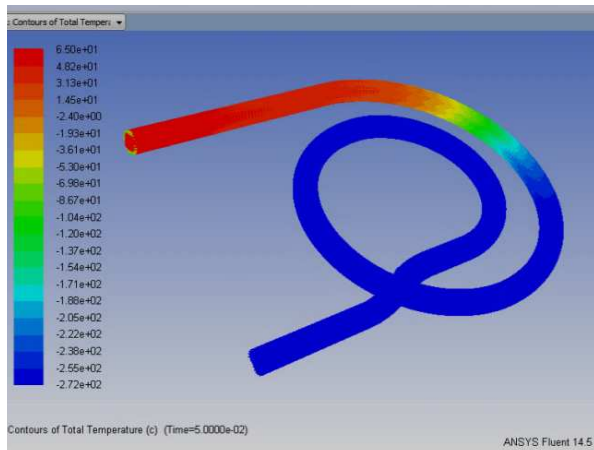 : Contours of Total Temper
6.50e+01
4.82e+01
3.13e+01
1.45e+01
-2.40e+00
-1.93e+01
-3.61e+01
-5.30e+01
-6.98e+01
-8.67e+01
-1.04e+02
-1.20e+02
-1.37e+02
-1.54e+02
-1.71e+02
-1.88e+02
-2.05e+02
-2.22e+02
-2.38e+02
-2.55e+02
-2.72e+02
Contours of Total Temperature (c) (Time=5.0000e-02)
ANSYS Fluent 14.5